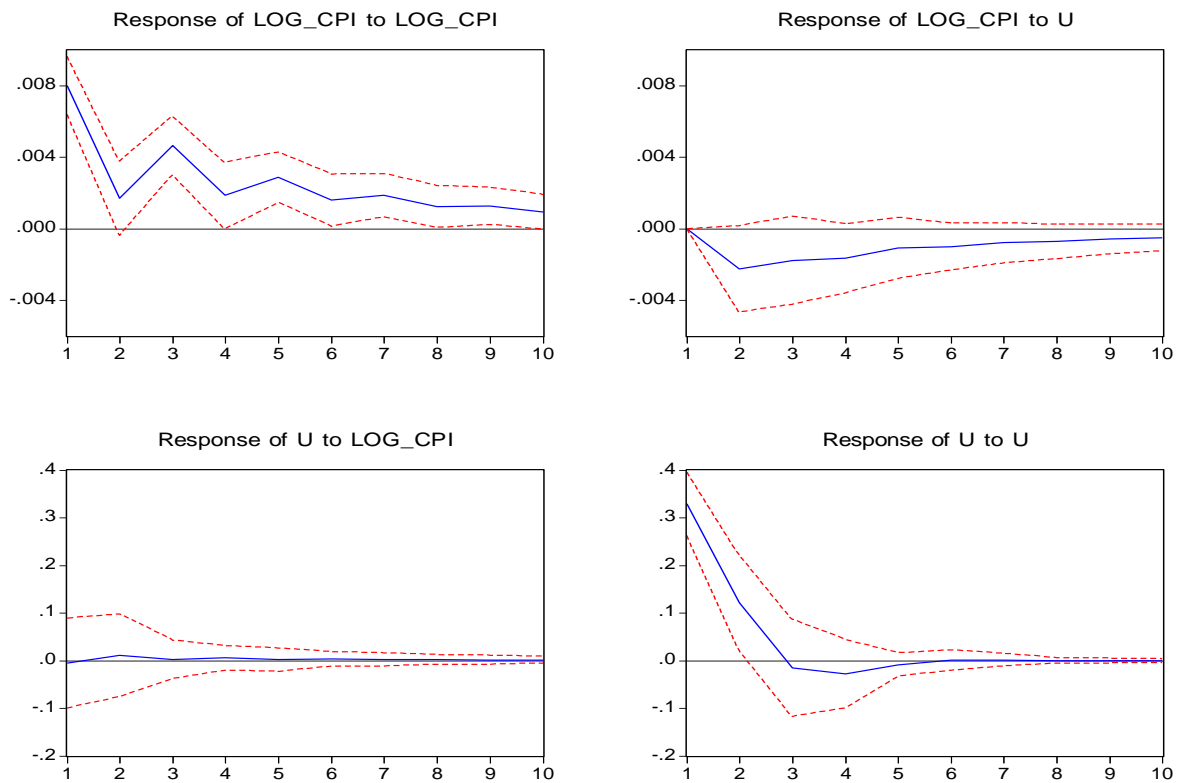 Response of LOG_CPI to LOG_CPI
.008
.004
.000
-.004
1 2 3 4 5 6 7 8 9 10
Response of LOG_CPI to U
.008
.004
.000
-.004
1 2 3 4 5 6 7 8 9 10
Response of U to LOG_CPI
.4
.3
.2
.1
.0
-.1
-.2
1 2 3 4 5 6 7 8 9 10
Response of U to U
.4
.3
.2
.1
.0
-.1
-.2
1 2 3 4 5 6 7 8 9 10